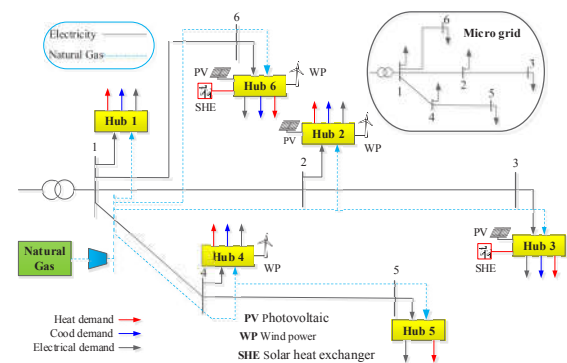 Electricity
Natural Gas
6
PV
WP
Hub 6
SHE
Micro grid
6
1
2
3
4
5
Hub 1
Hub 2
PV
WP
1
2
3
PV
Hub 3
SHE
Natural
Gas
Hub 4
WP
4
5
Hub 5
Heat demand
Cood demand
Electrical demand
PV Photovoltaic
WP Wind power
SHE Solar heat exchanger